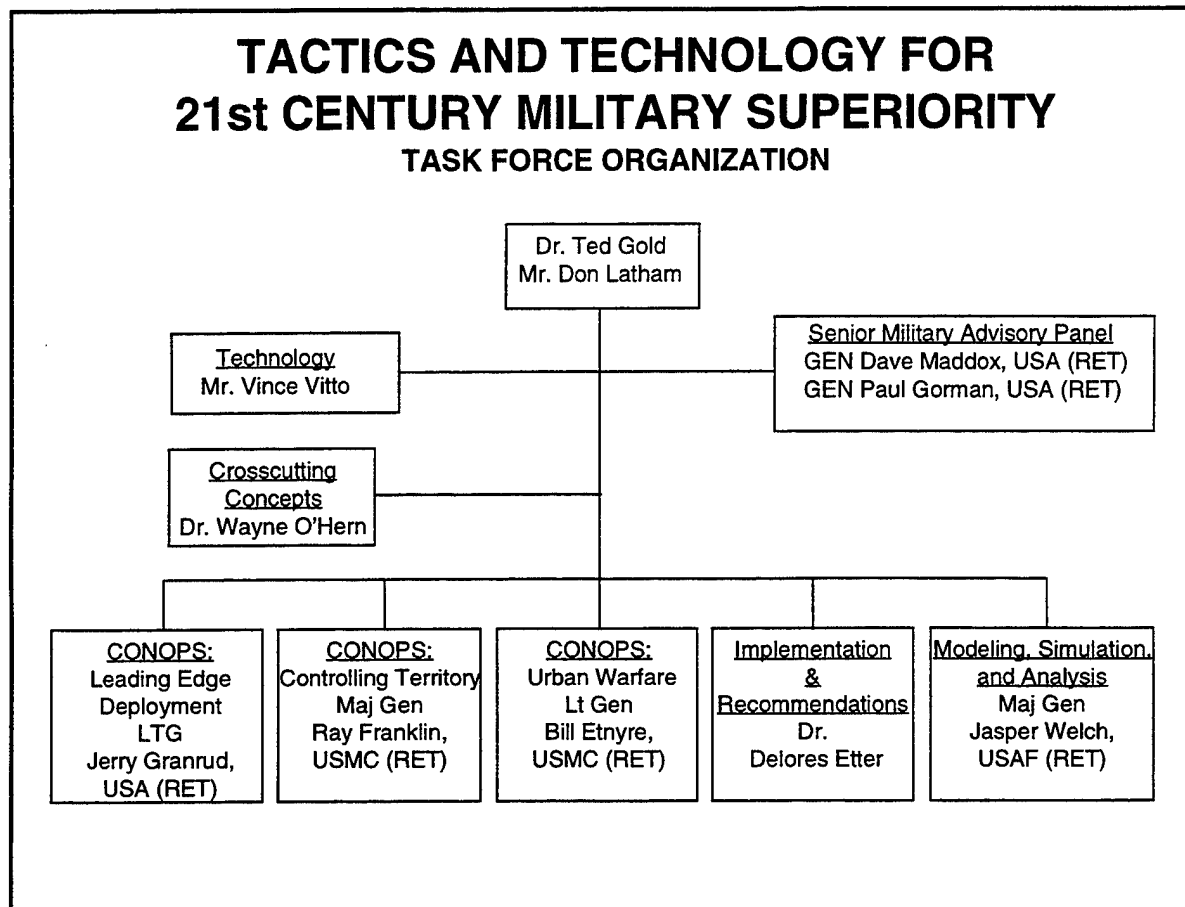 TACTICS AND TECHNOLOGY FOR
21st CENTURY MILITARY SUPERIORITY
TASK FORCE ORGANIZATION
Dr. Ted Gold
Mr. Don Latham
Technology
Mr. Vince Vitto
Senior Military Advisory Panel
GEN Dave Maddox, USA (RET)
GEN Paul Gorman, USA (RET)
Crosscutting
Concepts
Dr. Wayne O'Hern
CONOPS:
Leading Edge
Deployment
LTG
Jerry Granrud,
USA (RET)
CONOPS:
Controlling Territory
Maj Gen
Ray Franklin,
USMC (RET)
CONOPS:
Urban Warfare
Lt Gen
Bill Etnyre,
USMC (RET)
Implementation
&
Recommendations
Dr.
Delores Etter
Modeling, Simulation,
and Analysis
Maj Gen
Jasper Welch,
USAF (RET)